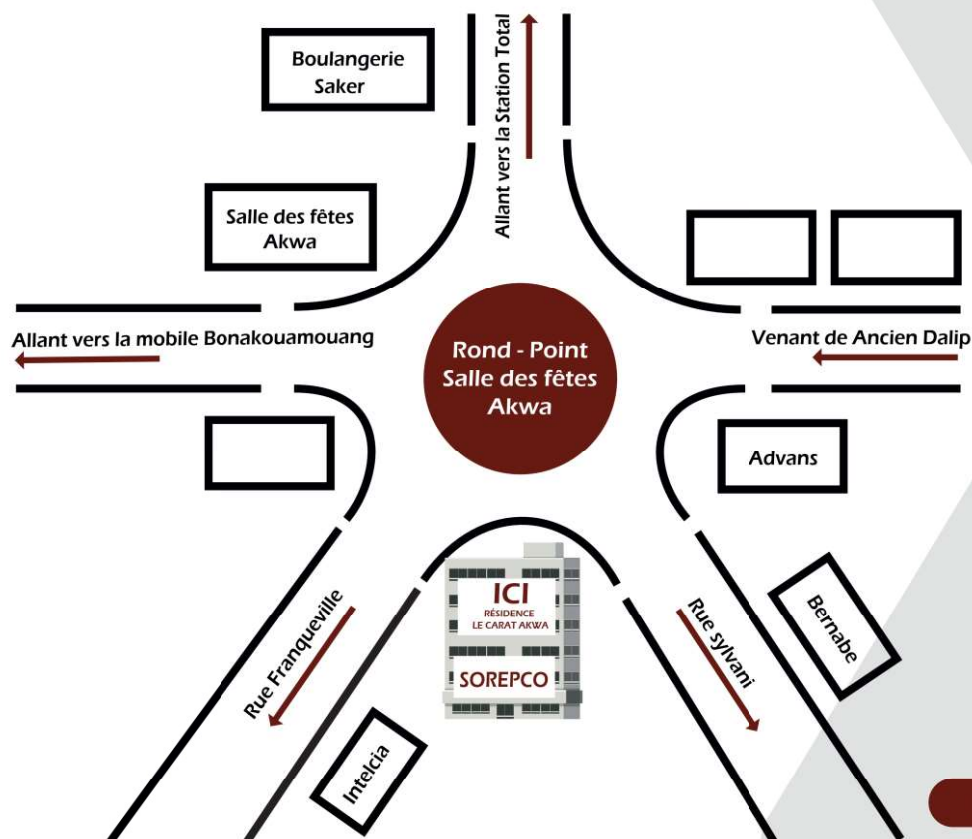 Boulangerie
Saker
Allant vers la Station Total
Salle des fêtes
Akwa
Allant vers la mobile Bonakouamouang
Rond - Point
Salle des fêtes
Akwa
Venant de Ancien Dalip
Advans
ICI
RÉSIDENCE
LE CARAT AKWA
SOREPCO
Rue Franqueville
Rue sylvani
Bernabe
Intelcia